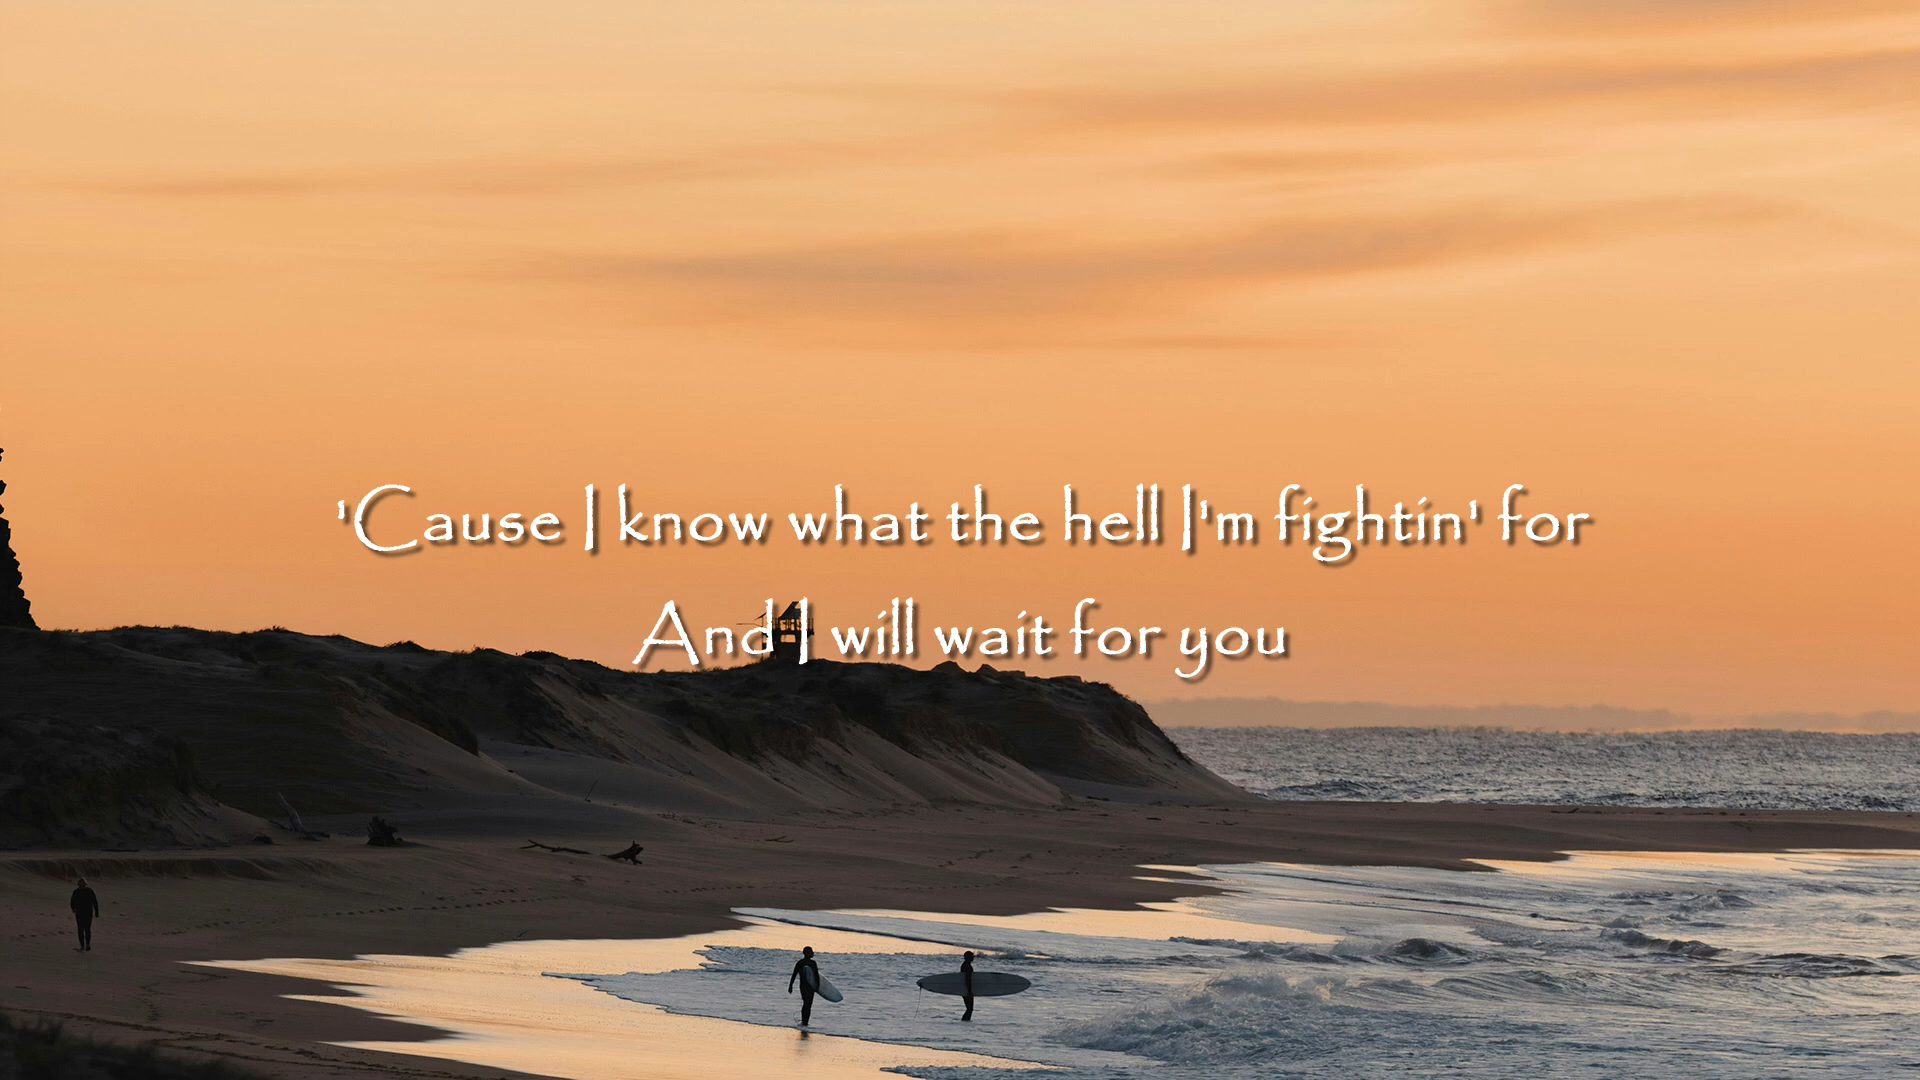 'Cause I know what the hell I'm fightin' for
And I will wait for you